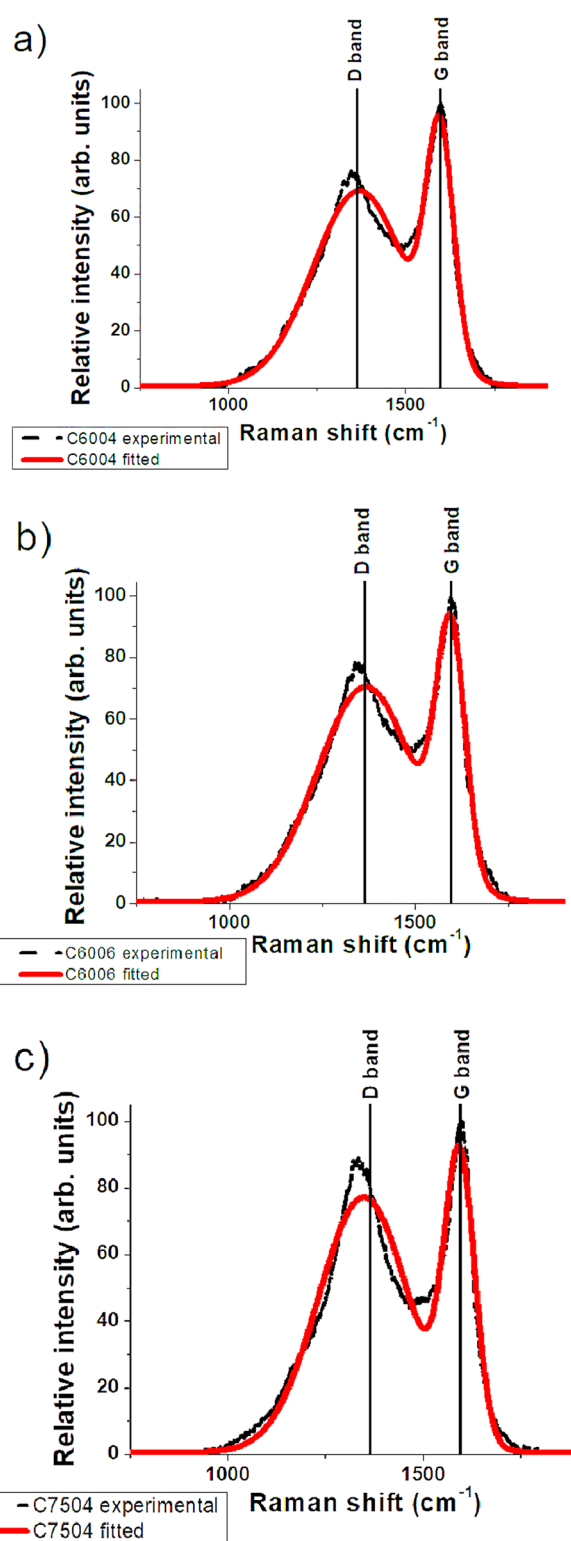 a)
D band
G band
Relative intensity (arb. units)
100
80
60
40
20
0
1000
1500
Raman shift (cm⁻¹)
C6004 experimental
C6004 fitted
b)
D band
G band
Relative intensity (arb. units)
100
80
60
40
20
0
1000
1500
Raman shift (cm⁻¹)
C6006 experimental
C6006 fitted
c)
D band
G band
Relative intensity (arb. units)
100
80
60
40
20
0
1000
1500
Raman shift (cm⁻¹)
C7504 experimental
C7504 fitted